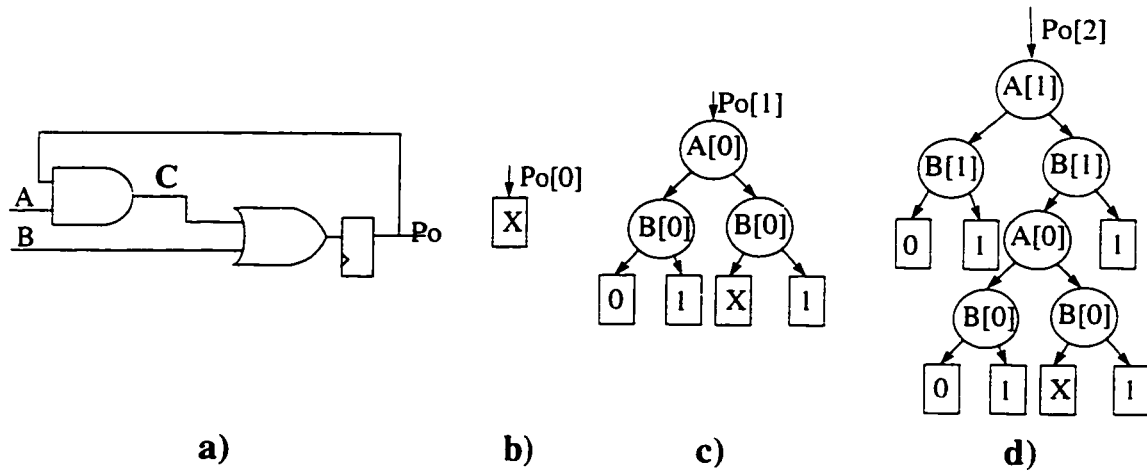 A
B
C
Po
a)
Po[0]
X
b)
Po[1]
A[0]
B[0] B[0]
0 1 X 1
c)
Po[2]
A[1]
B[1] B[1]
0 1 A[0] 1
B[0] B[0]
0 1 X 1
d)